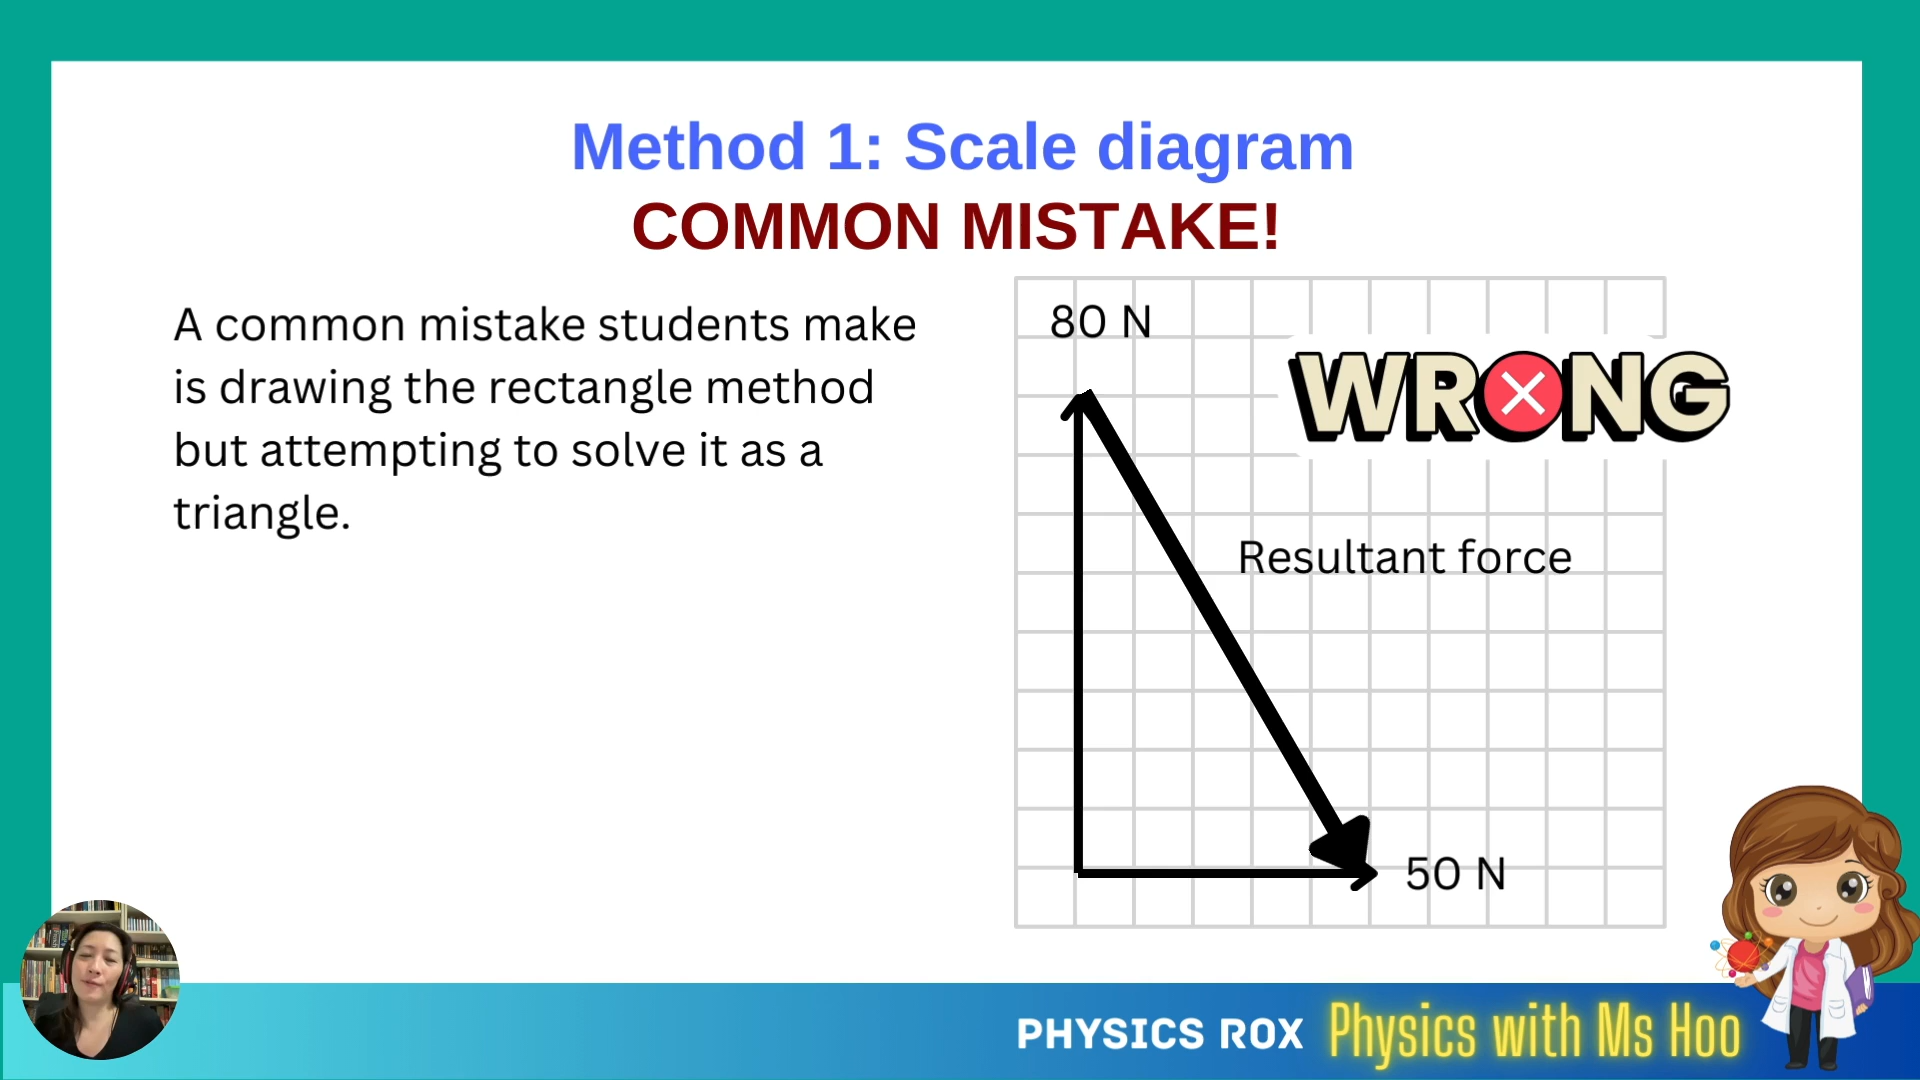 Method 1: Scale diagram
COMMON MISTAKE!
A common mistake students make
is drawing the rectangle method
but attempting to solve it as a
triangle.
80 N
WRONG
Resultant force
50 N
PHYSICS ROX Physics with Ms Hoo